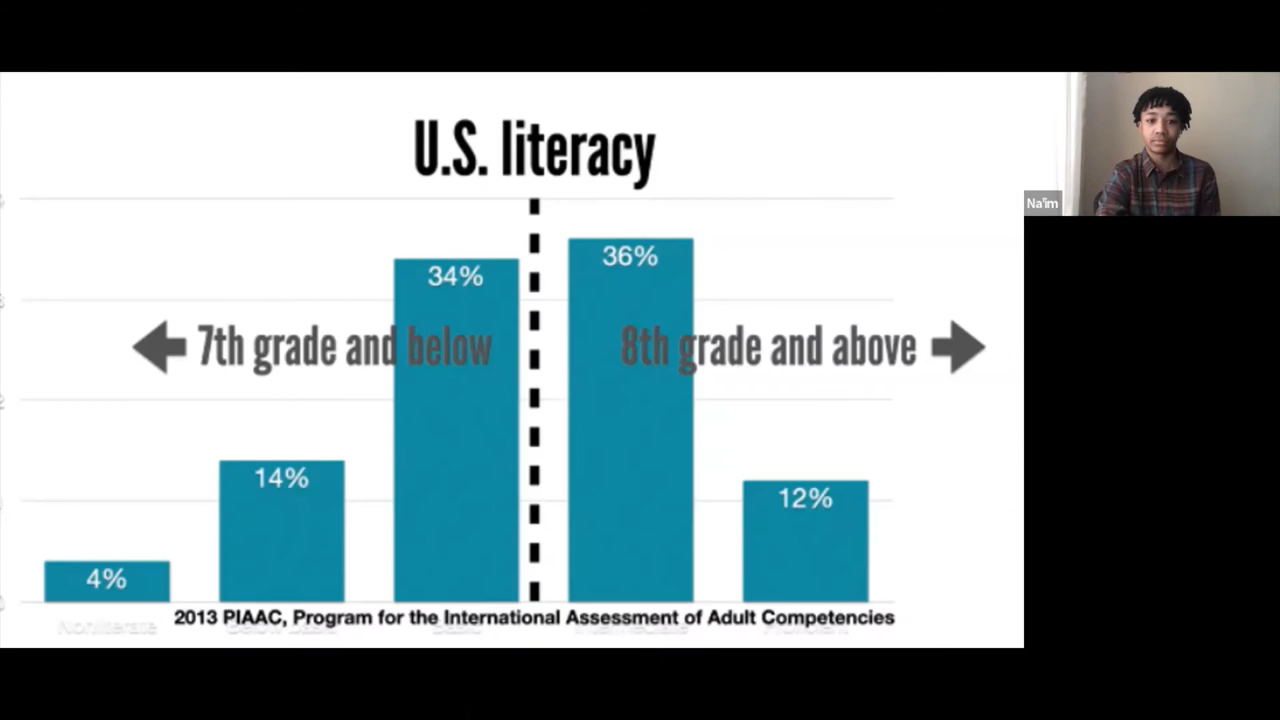 U.S. literacy
34%
36%
7th grade and below
8th grade and above
14%
12%
4%
2013 PIAAC, Program for the International Assessment of Adult Competencies
Nonliterate
Na'im